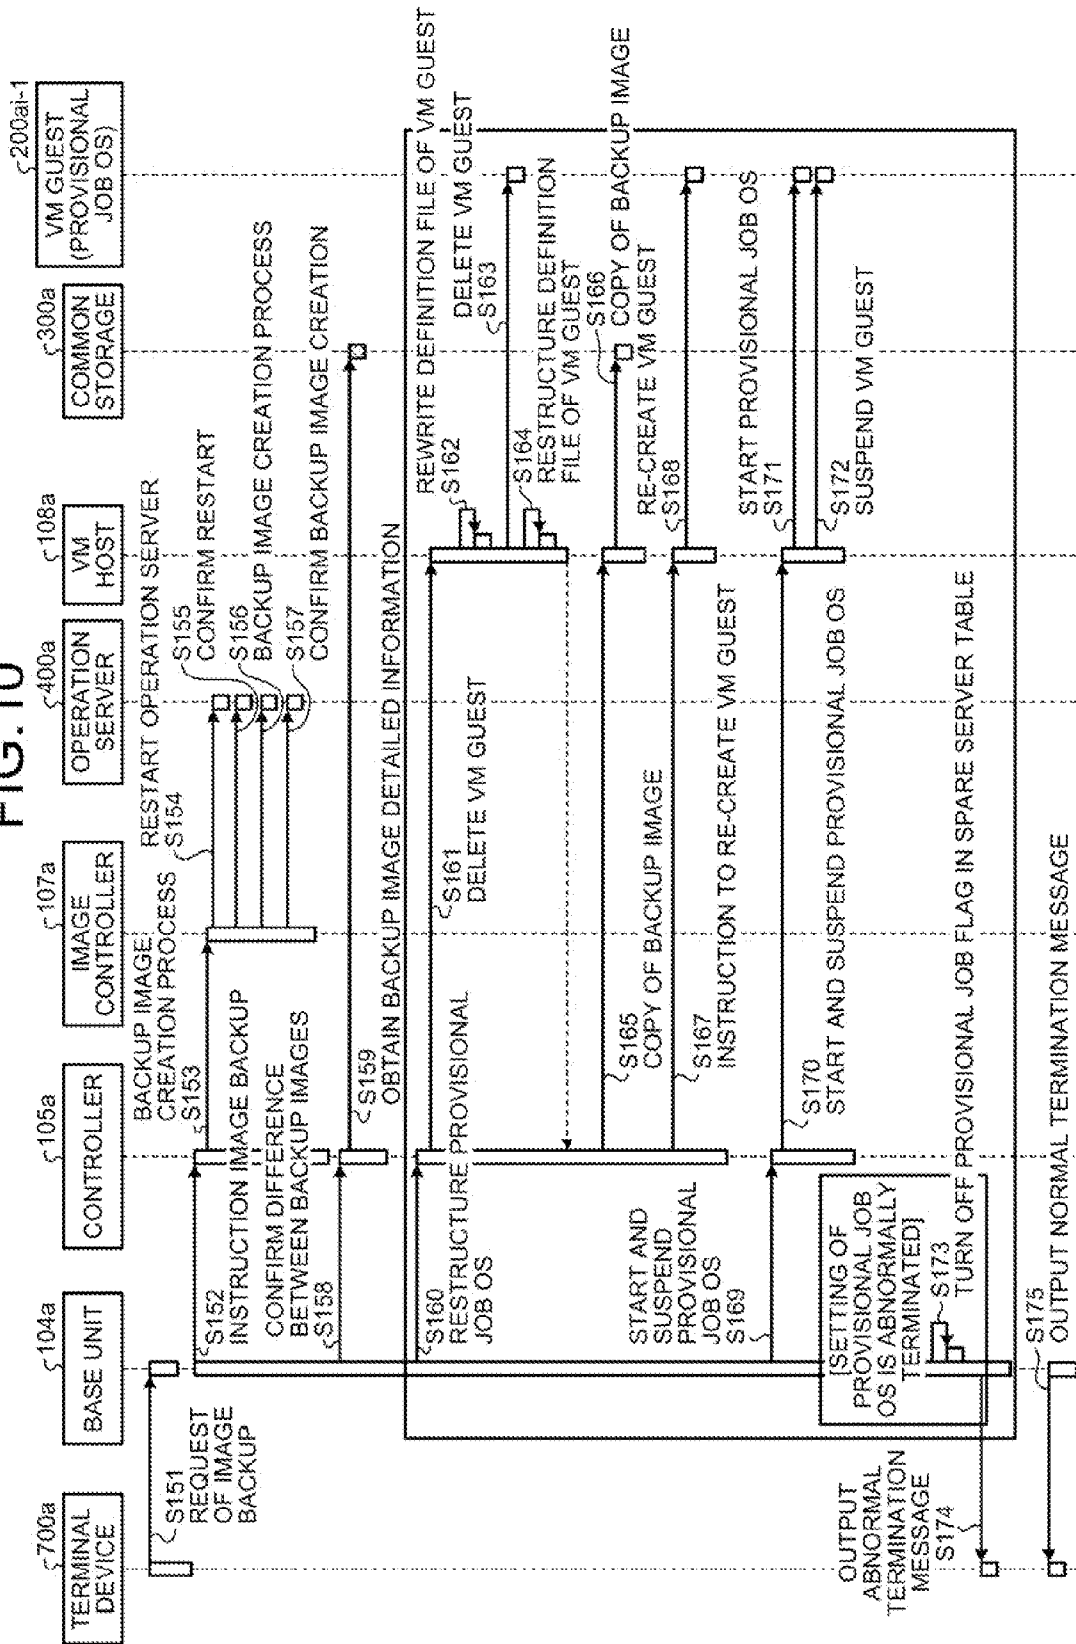 FIG.10
700a
TERMINAL
DEVICE
104a
BASE UNIT
105a
CONTROLLER
107a
IMAGE
CONTROLLER
400a
OPERATION
SERVER
108a
VM
HOST
300a
COMMON
STORAGE
200ai-1
VM GUEST
(PROVISIONAL
JOB OS)
S151
REQUEST
OF IMAGE
BACKUP
S152
INSTRUCTION IMAGE BACKUP
BACKUP IMAGE
CREATION PROCESS
S153
RESTART OPERATION SERVER
S154
S155
CONFIRM RESTART
S156
BACKUP IMAGE CREATION PROCESS
S157
CONFIRM BACKUP IMAGE CREATION
CONFIRM DIFFERENCE
BETWEEN BACKUP IMAGES
S158
S159
OBTAIN BACKUP IMAGE DETAILED INFORMATION
S160
RESTRUCTURE PROVISIONAL
JOB OS
S161
DELETE VM GUEST
REWRITE DEFINITION FILE OF VM GUEST
S162
DELETE VM GUEST
S163
S164
RESTRUCTURE DEFINITION
FILE OF VM GUEST
S165
COPY OF BACKUP IMAGE
S166
COPY OF BACKUP IMAGE
S167
INSTRUCTION TO RE-CREATE VM GUEST
RE-CREATE VM GUEST
S168
START AND
SUSPEND
PROVISIONAL
JOB OS
S169
S170
START AND SUSPEND PROVISIONAL JOB OS
START PROVISIONAL JOB OS
S171
S172
SUSPEND VM GUEST
[SETTING OF
PROVISIONAL JOB
OS IS ABNORMALLY
TERMINATED]
S173
TURN OFF PROVISIONAL JOB FLAG IN SPARE SERVER TABLE
OUTPUT
ABNORMAL
TERMINATION
MESSAGE
S174
S175
OUTPUT NORMAL TERMINATION MESSAGE